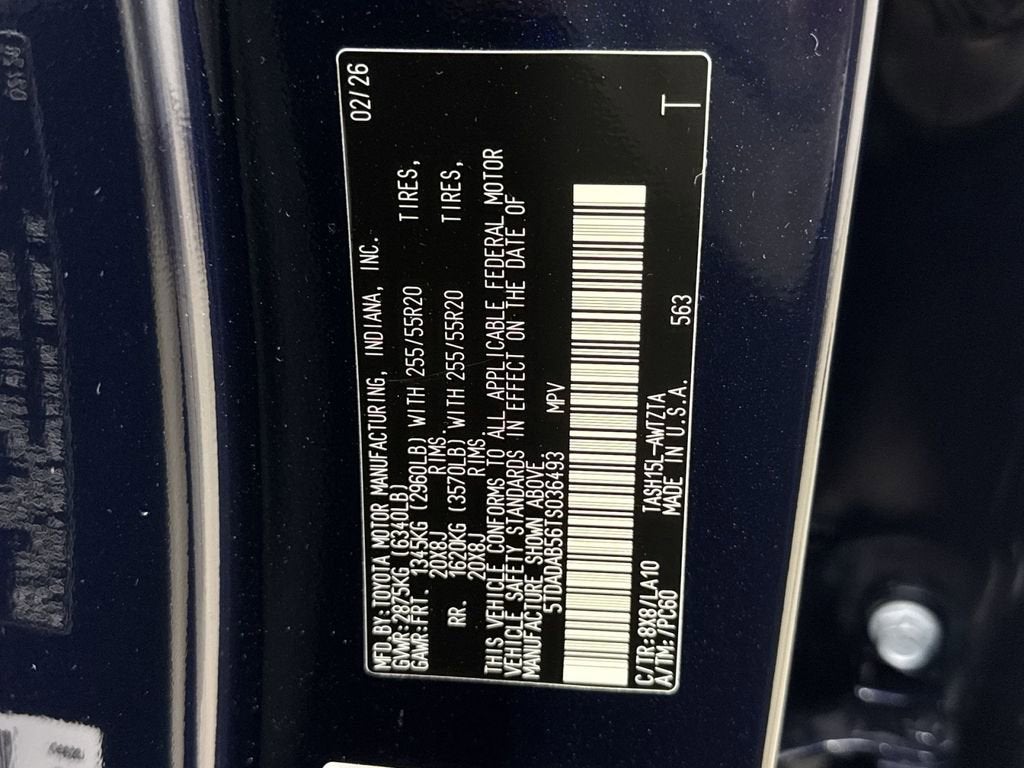 MFD.BY:TOYOTA MOTOR MANUFACTURING, INDIANA, INC. 02/26
GVWR:2875KG (6340LB)
GAWR:FRT. 1345KG (2960LB) WITH 255/55R20 TIRES,
20X8J RIMS.
RR. 1620KG (3570LB) WITH 255/55R20 TIRES,
20X8J RIMS.
THIS VEHICLE CONFORMS TO ALL APPLICABLE FEDERAL MOTOR
VEHICLE SAFETY STANDARDS IN EFFECT ON THE DATE OF
MANUFACTURE SHOWN ABOVE.
5TDADAB56TS036493 MPV
C/TR:8X8/LA10 TASH15L-AWTZ1A 563 T
A/TM:/PC60 MADE IN U.S.A.